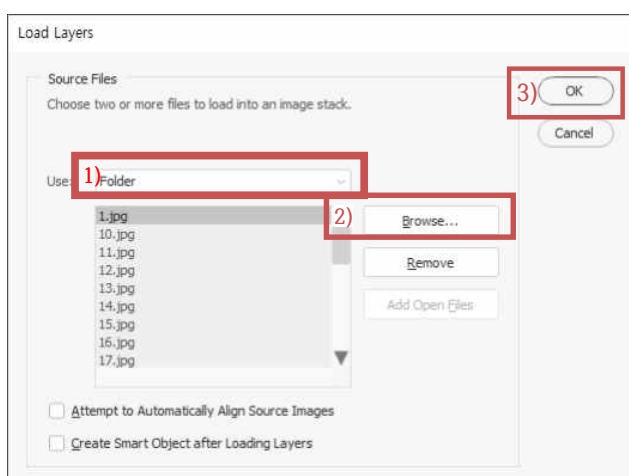 Load Layers
Source Files
Choose two or more files to load into an image stack.
3) OK
Cancel
Use: 1) Folder
1.jpg
2) Browse...
10.jpg
11.jpg
Remove
12.jpg
13.jpg
14.jpg
Add Open Files
15.jpg
16.jpg
17.jpg
Attempt to Automatically Align Source Images
Create Smart Object after Loading Layers